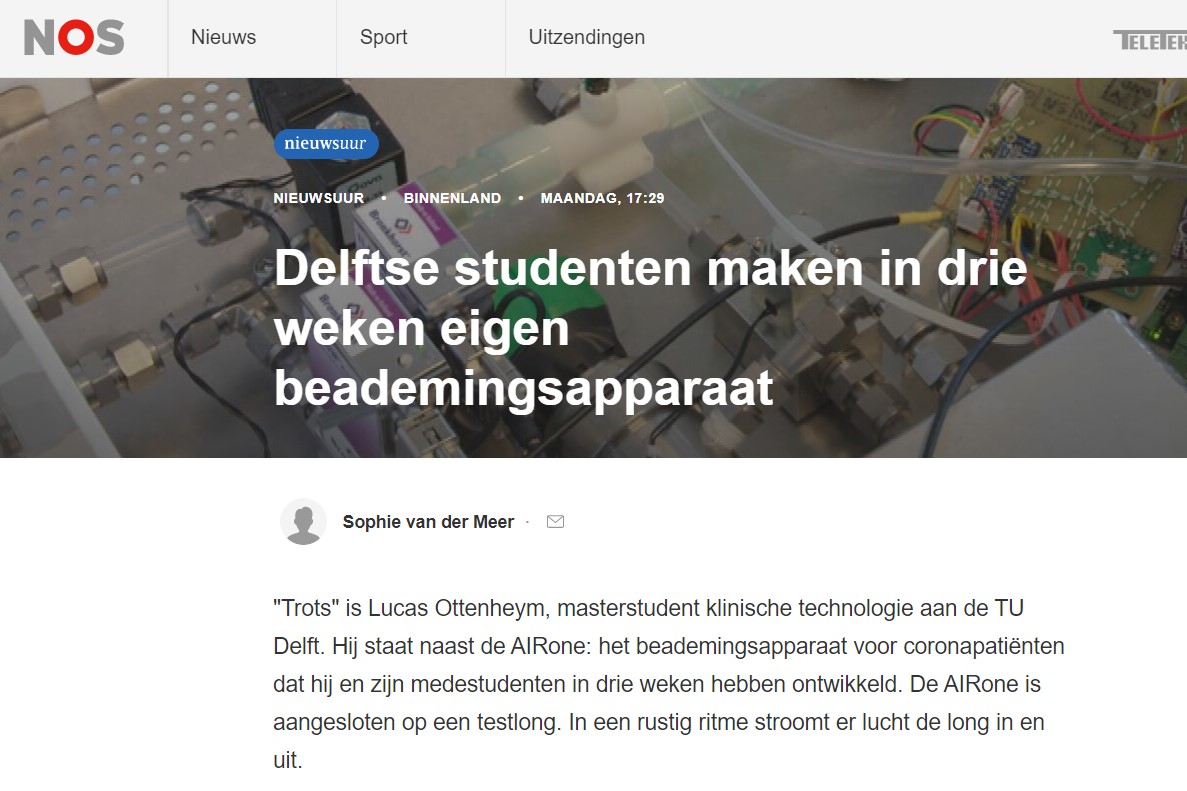 NOS
Nieuws
Sport
Uitzendingen
nieuwsuur
NIEUWSUUR • BINNENLAND • MAANDAG, 17:29
Delftse studenten maken in drie
weken eigen
beademingsapparaat
Sophie van der Meer ·
"Trots" is Lucas Ottenheym, masterstudent klinische technologie aan de TU
Delft. Hij staat naast de AIRone: het beademingsapparaat voor coronapatiënten
dat hij en zijn medestudenten in drie weken hebben ontwikkeld. De AIRone is
aangesloten op een testlong. In een rustig ritme stroomt er lucht de long in en
uit.